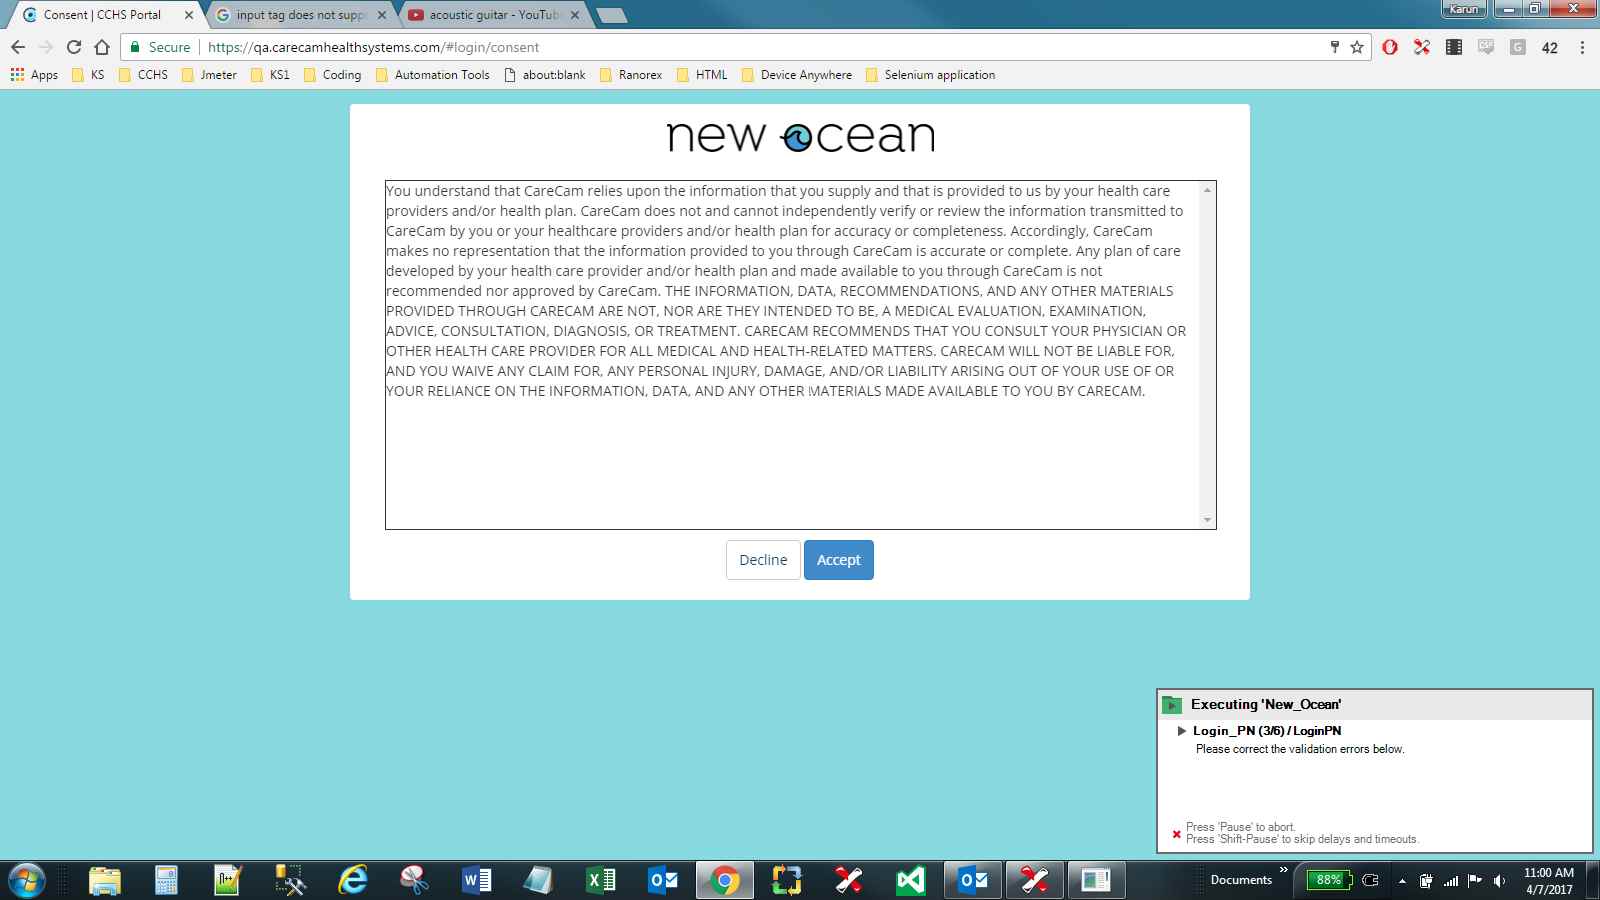 Consent | CCHS Portal
input tag does not supp
acoustic guitar - YouTube
Karun
Secure
https://qa.carecamhealthsystems.com/#login/consent
CSP
G
42
Apps
KS
CCHS
Jmeter
KS1
Coding
Automation Tools
about:blank
Ranorex
HTML
Device Anywhere
Selenium application
new ocean
You understand that CareCam relies upon the information that you supply and that is provided to us by your health care
providers and/or health plan. CareCam does not and cannot independently verify or review the information transmitted to
CareCam by you or your healthcare providers and/or health plan for accuracy or completeness. Accordingly, CareCam
makes no representation that the information provided to you through CareCam is accurate or complete. Any plan of care
developed by your health care provider and/or health plan and made available to you through CareCam is not
recommended nor approved by CareCam. THE INFORMATION, DATA, RECOMMENDATIONS, AND ANY OTHER MATERIALS
PROVIDED THROUGH CARECAM ARE NOT, NOR ARE THEY INTENDED TO BE, A MEDICAL EVALUATION, EXAMINATION,
ADVICE, CONSULTATION, DIAGNOSIS, OR TREATMENT. CARECAM RECOMMENDS THAT YOU CONSULT YOUR PHYSICIAN OR
OTHER HEALTH CARE PROVIDER FOR ALL MEDICAL AND HEALTH-RELATED MATTERS. CARECAM WILL NOT BE LIABLE FOR,
AND YOU WAIVE ANY CLAIM FOR, ANY PERSONAL INJURY, DAMAGE, AND/OR LIABILITY ARISING OUT OF YOUR USE OF OR
YOUR RELIANCE ON THE INFORMATION, DATA, AND ANY OTHER MATERIALS MADE AVAILABLE TO YOU BY CARECAM.
Decline
Accept
Executing 'New_Ocean'
Login_PN (3/6) / LoginPN
Please correct the validation errors below.
Press 'Pause' to abort.
Press 'Shift-Pause' to skip delays and timeouts.
Documents
88%
11:00 AM
4/7/2017